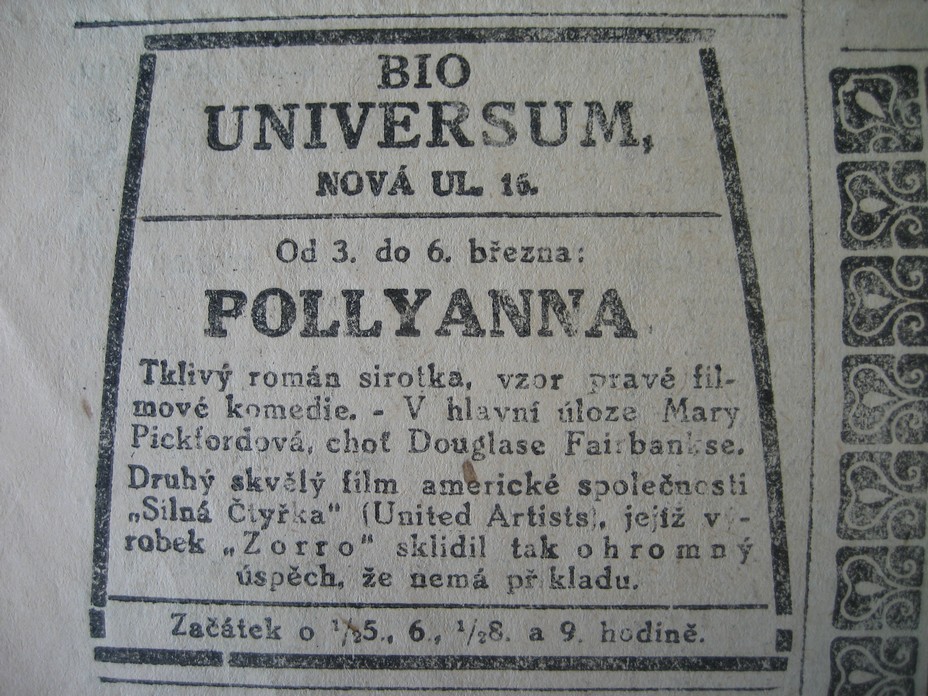 BIO
UNIVERSUM,
NOVÁ UL. 16.
Od 3. do 6. března:
POLLYANNA
Tklivý román sirotka, vzor pravé fil-
mové komedie. - V hlavní úloze Mary
Pickfordová, choť Douglase Fairbankse.
Druhý skvělý film americké společnosti
„Silná Čtyřka" (United Artists), jejíž vý-
robek „Zorro" sklidil tak ohromný
úspěch, že nemá příkladu.
Začátek o ½5., 6., ½8. a 9. hodině.